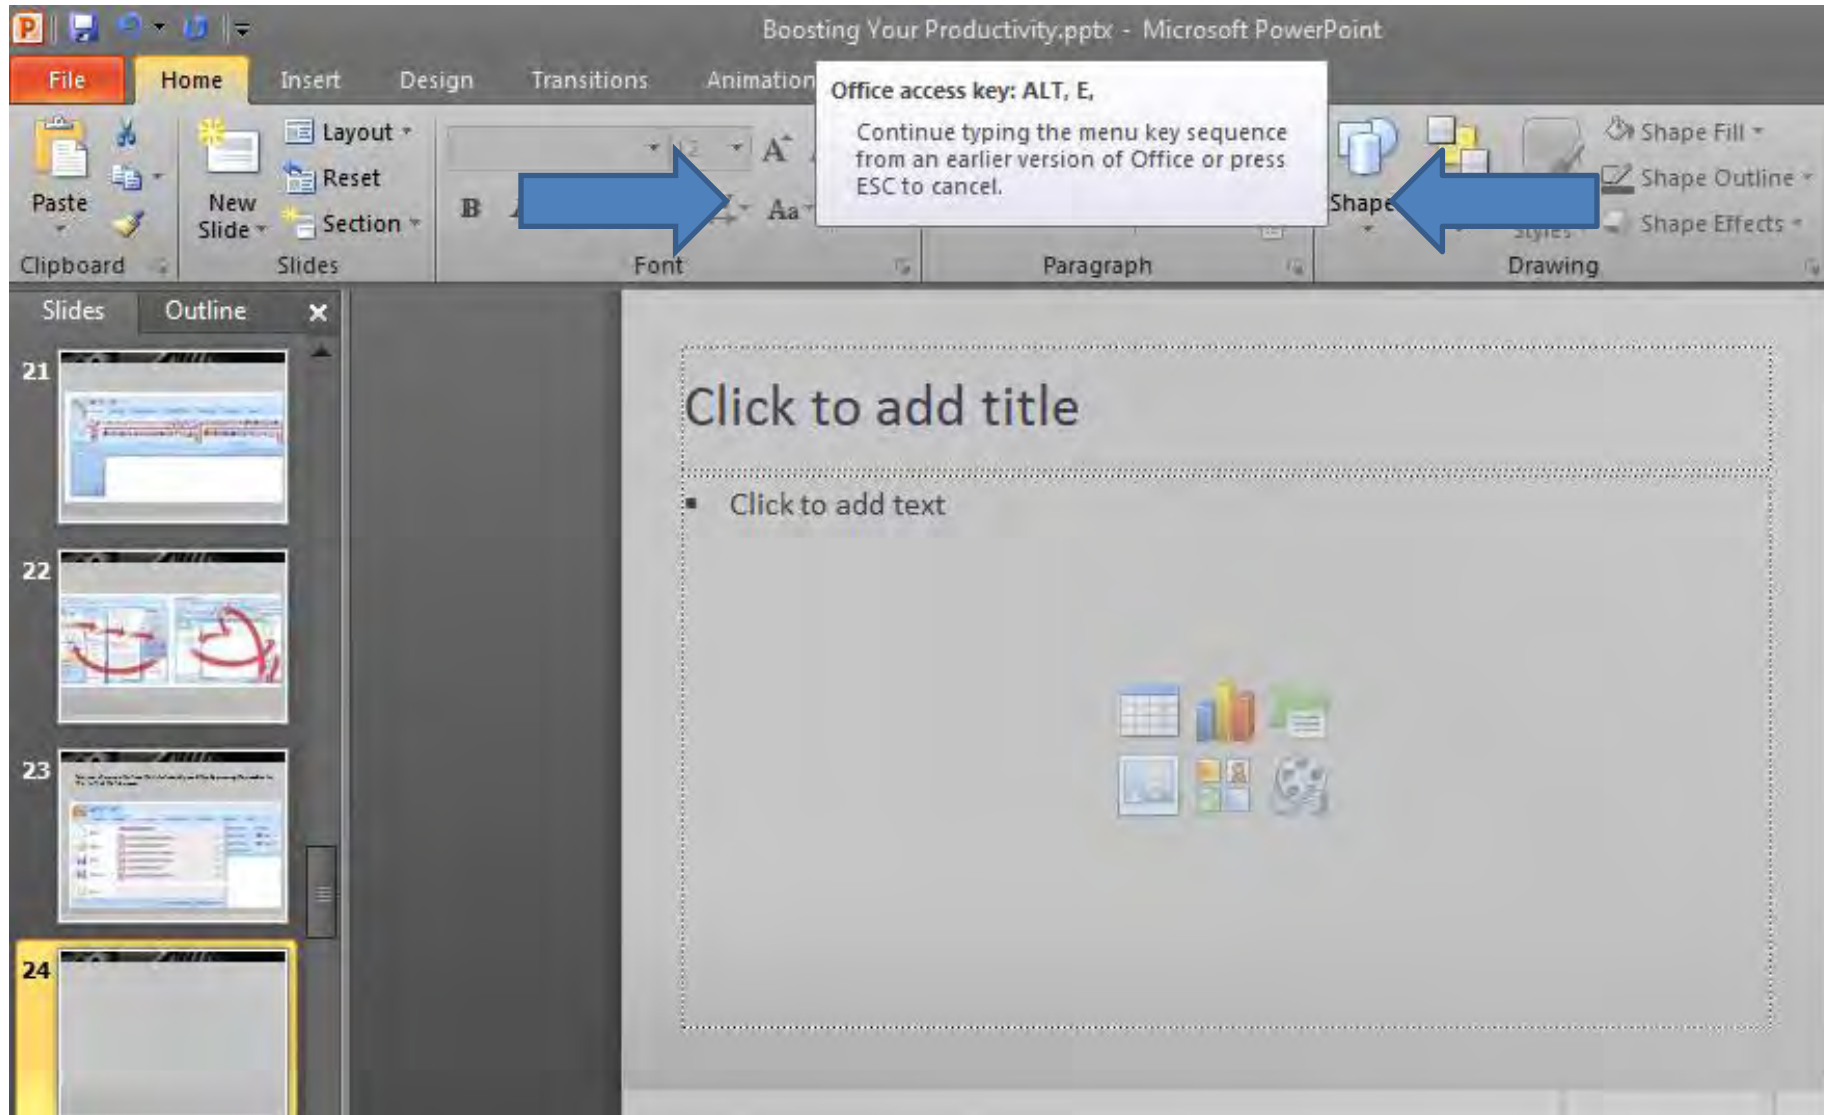 Boosting Your Productivity.pptx - Microsoft PowerPoint
File Home Insert Design Transitions Animation
Office access key: ALT, E,
Continue typing the menu key sequence
from an earlier version of Office or press
ESC to cancel.
Paste
Clipboard
New
Slide
Layout
Reset
Section
Slides
B
Aa
Font
Paragraph
Shape
Styles
Shape Fill
Shape Outline
Shape Effects
Drawing
Slides Outline
21
22
23
24
Click to add title
Click to add text